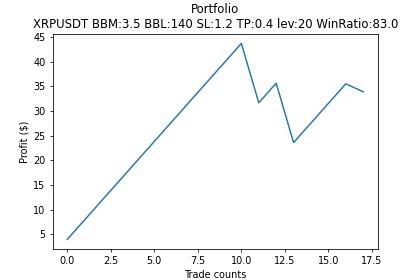 Portfolio
XRPUSDT BBM:3.5 BBL:140 SL:1.2 TP:0.4 lev:20 WinRatio:83.0
45
40
35
30
25
20
15
10
5
Profit ($)
0.0 2.5 5.0 7.5 10.0 12.5 15.0 17.5
Trade counts